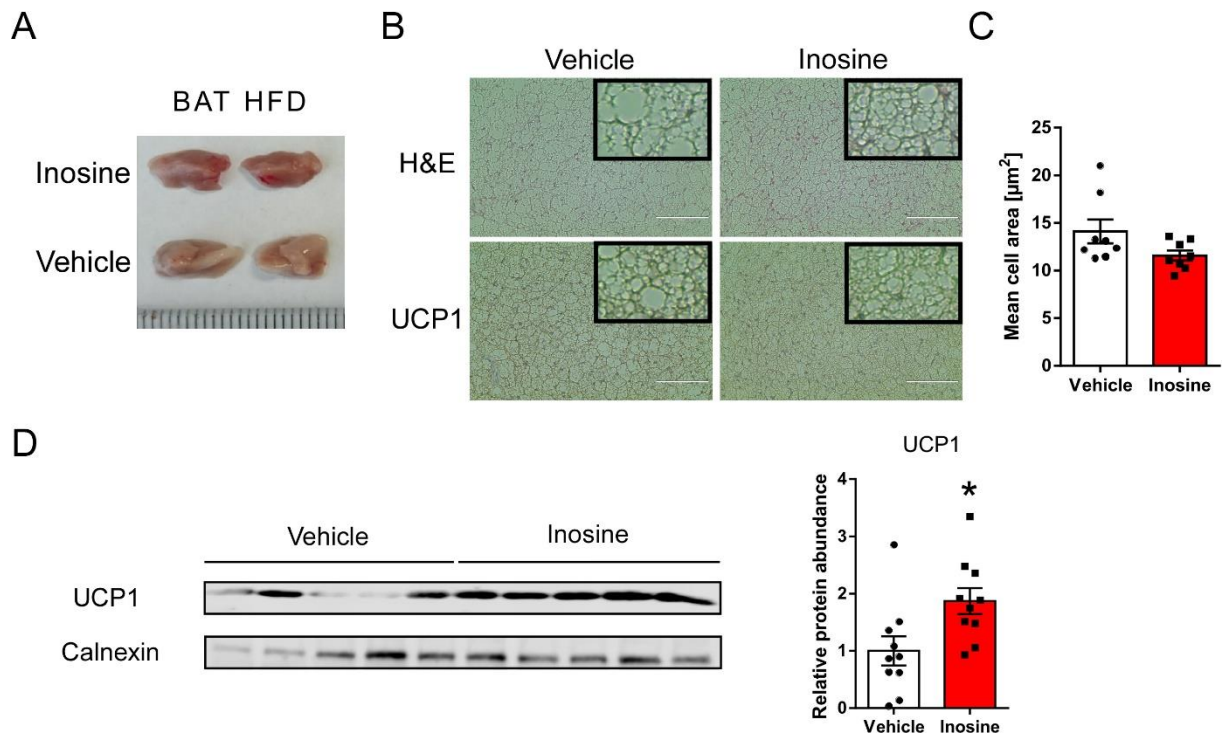 A
BAT HFD
Inosine
Vehicle
B
Vehicle
Inosine
H&E
UCP1
C
Mean cell area [µm²]
25
20
15
10
5
0
Vehicle
Inosine
D
Vehicle
Inosine
UCP1
Calnexin
UCP1
Relative protein abundance
4
3
2
1
0
*
Vehicle
Inosine